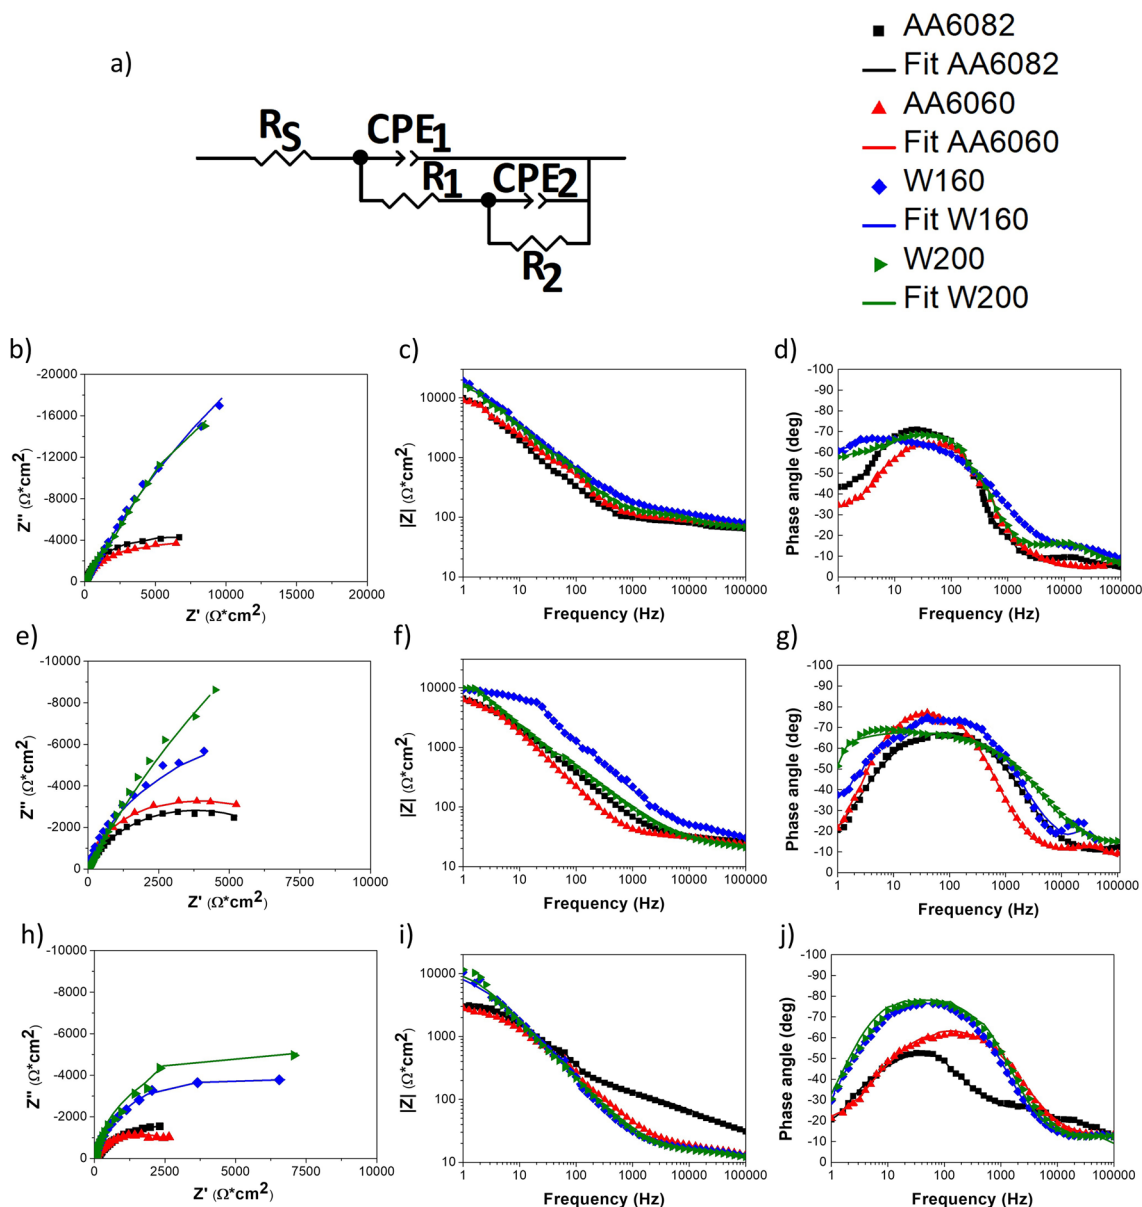 a)
R_S
CPE_1
R_1
CPE_2
R_2
AA6082
Fit AA6082
AA6060
Fit AA6060
W160
Fit W160
W200
Fit W200
b)
-20000
-16000
-12000
-8000
-4000
0
Z'' (Ω*cm²)
0 5000 10000 15000 20000
Z' (Ω*cm²)
c)
10000
1000
100
10
|Z| (Ω*cm²)
1 10 100 1000 10000 100000
Frequency (Hz)
d)
-100
-90
-80
-70
-60
-50
-40
-30
-20
-10
0
Phase angle (deg)
1 10 100 1000 10000 100000
Frequency (Hz)
e)
-10000
-8000
-6000
-4000
-2000
0
Z'' (Ω*cm²)
0 2500 5000 7500 10000
Z' (Ω*cm²)
f)
10000
1000
100
10
|Z| (Ω*cm²)
1 10 100 1000 10000 100000
Frequency (Hz)
g)
-100
-90
-80
-70
-60
-50
-40
-30
-20
-10
0
Phase angle (deg)
1 10 100 1000 10000 100000
Frequency (Hz)
h)
-10000
-8000
-6000
-4000
-2000
0
Z'' (Ω*cm²)
0 2500 5000 7500 10000
Z' (Ω*cm²)
i)
10000
1000
100
10
|Z| (Ω*cm²)
1 10 100 1000 10000 100000
Frequency (Hz)
j)
-100
-90
-80
-70
-60
-50
-40
-30
-20
-10
0
Phase angle (deg)
1 10 100 1000 10000 100000
Frequency (Hz)